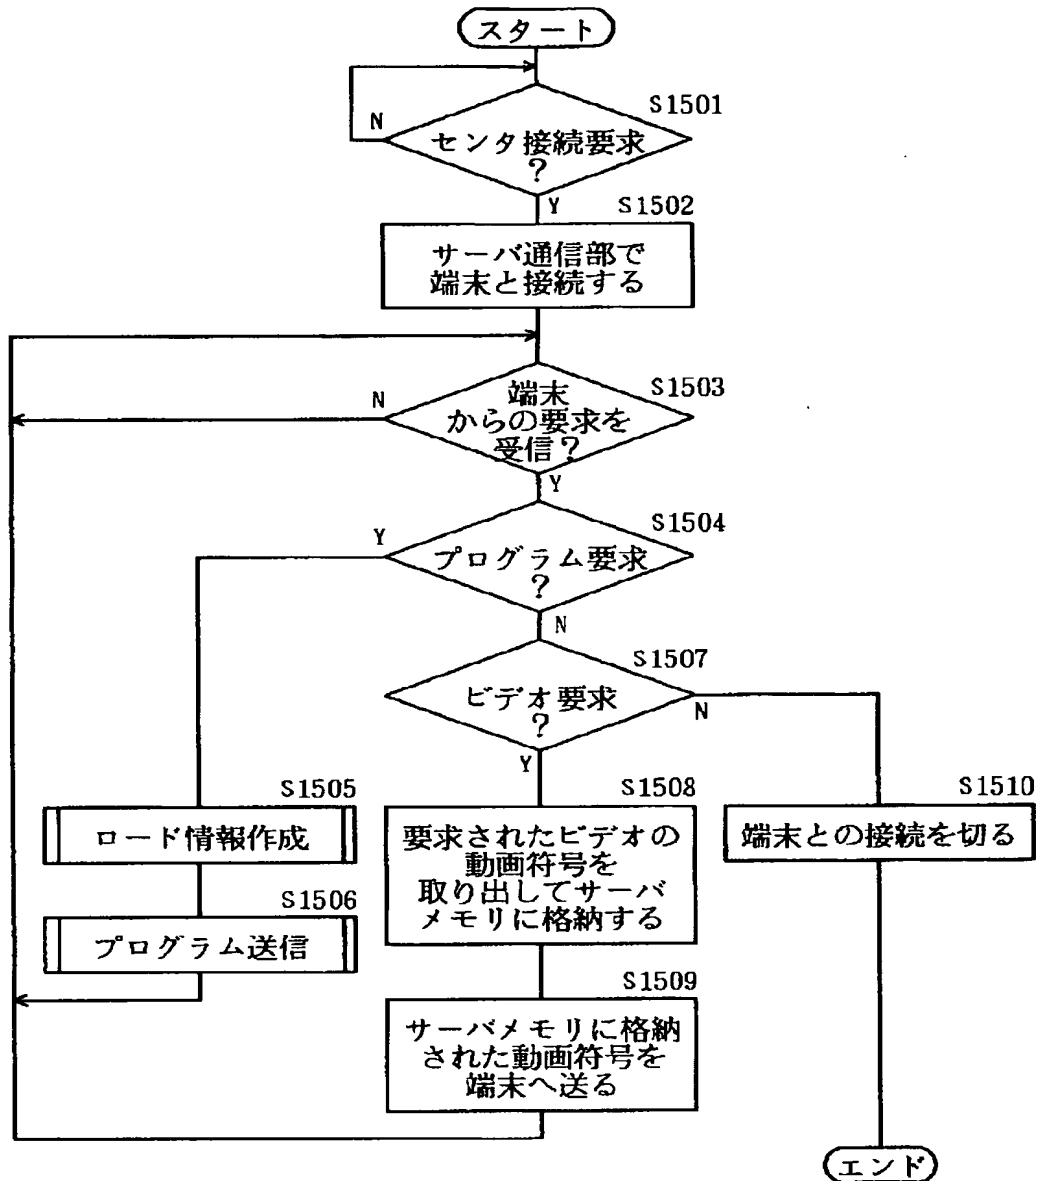 スタート
S1501
N
センタ接続要求
?
Y
S1502
サーバ通信部で
端末と接続する
S1503
N
端末
からの要求を
受信?
Y
S1504
Y
プログラム要求
?
N
S1507
ビデオ要求
?
N
Y
S1505
ロード情報作成
S1506
プログラム送信
S1508
要求されたビデオの
動画符号を
取り出してサーバ
メモリに格納する
S1510
端末との接続を切る
S1509
サーバメモリに格納
された動画符号を
端末へ送る
エンド